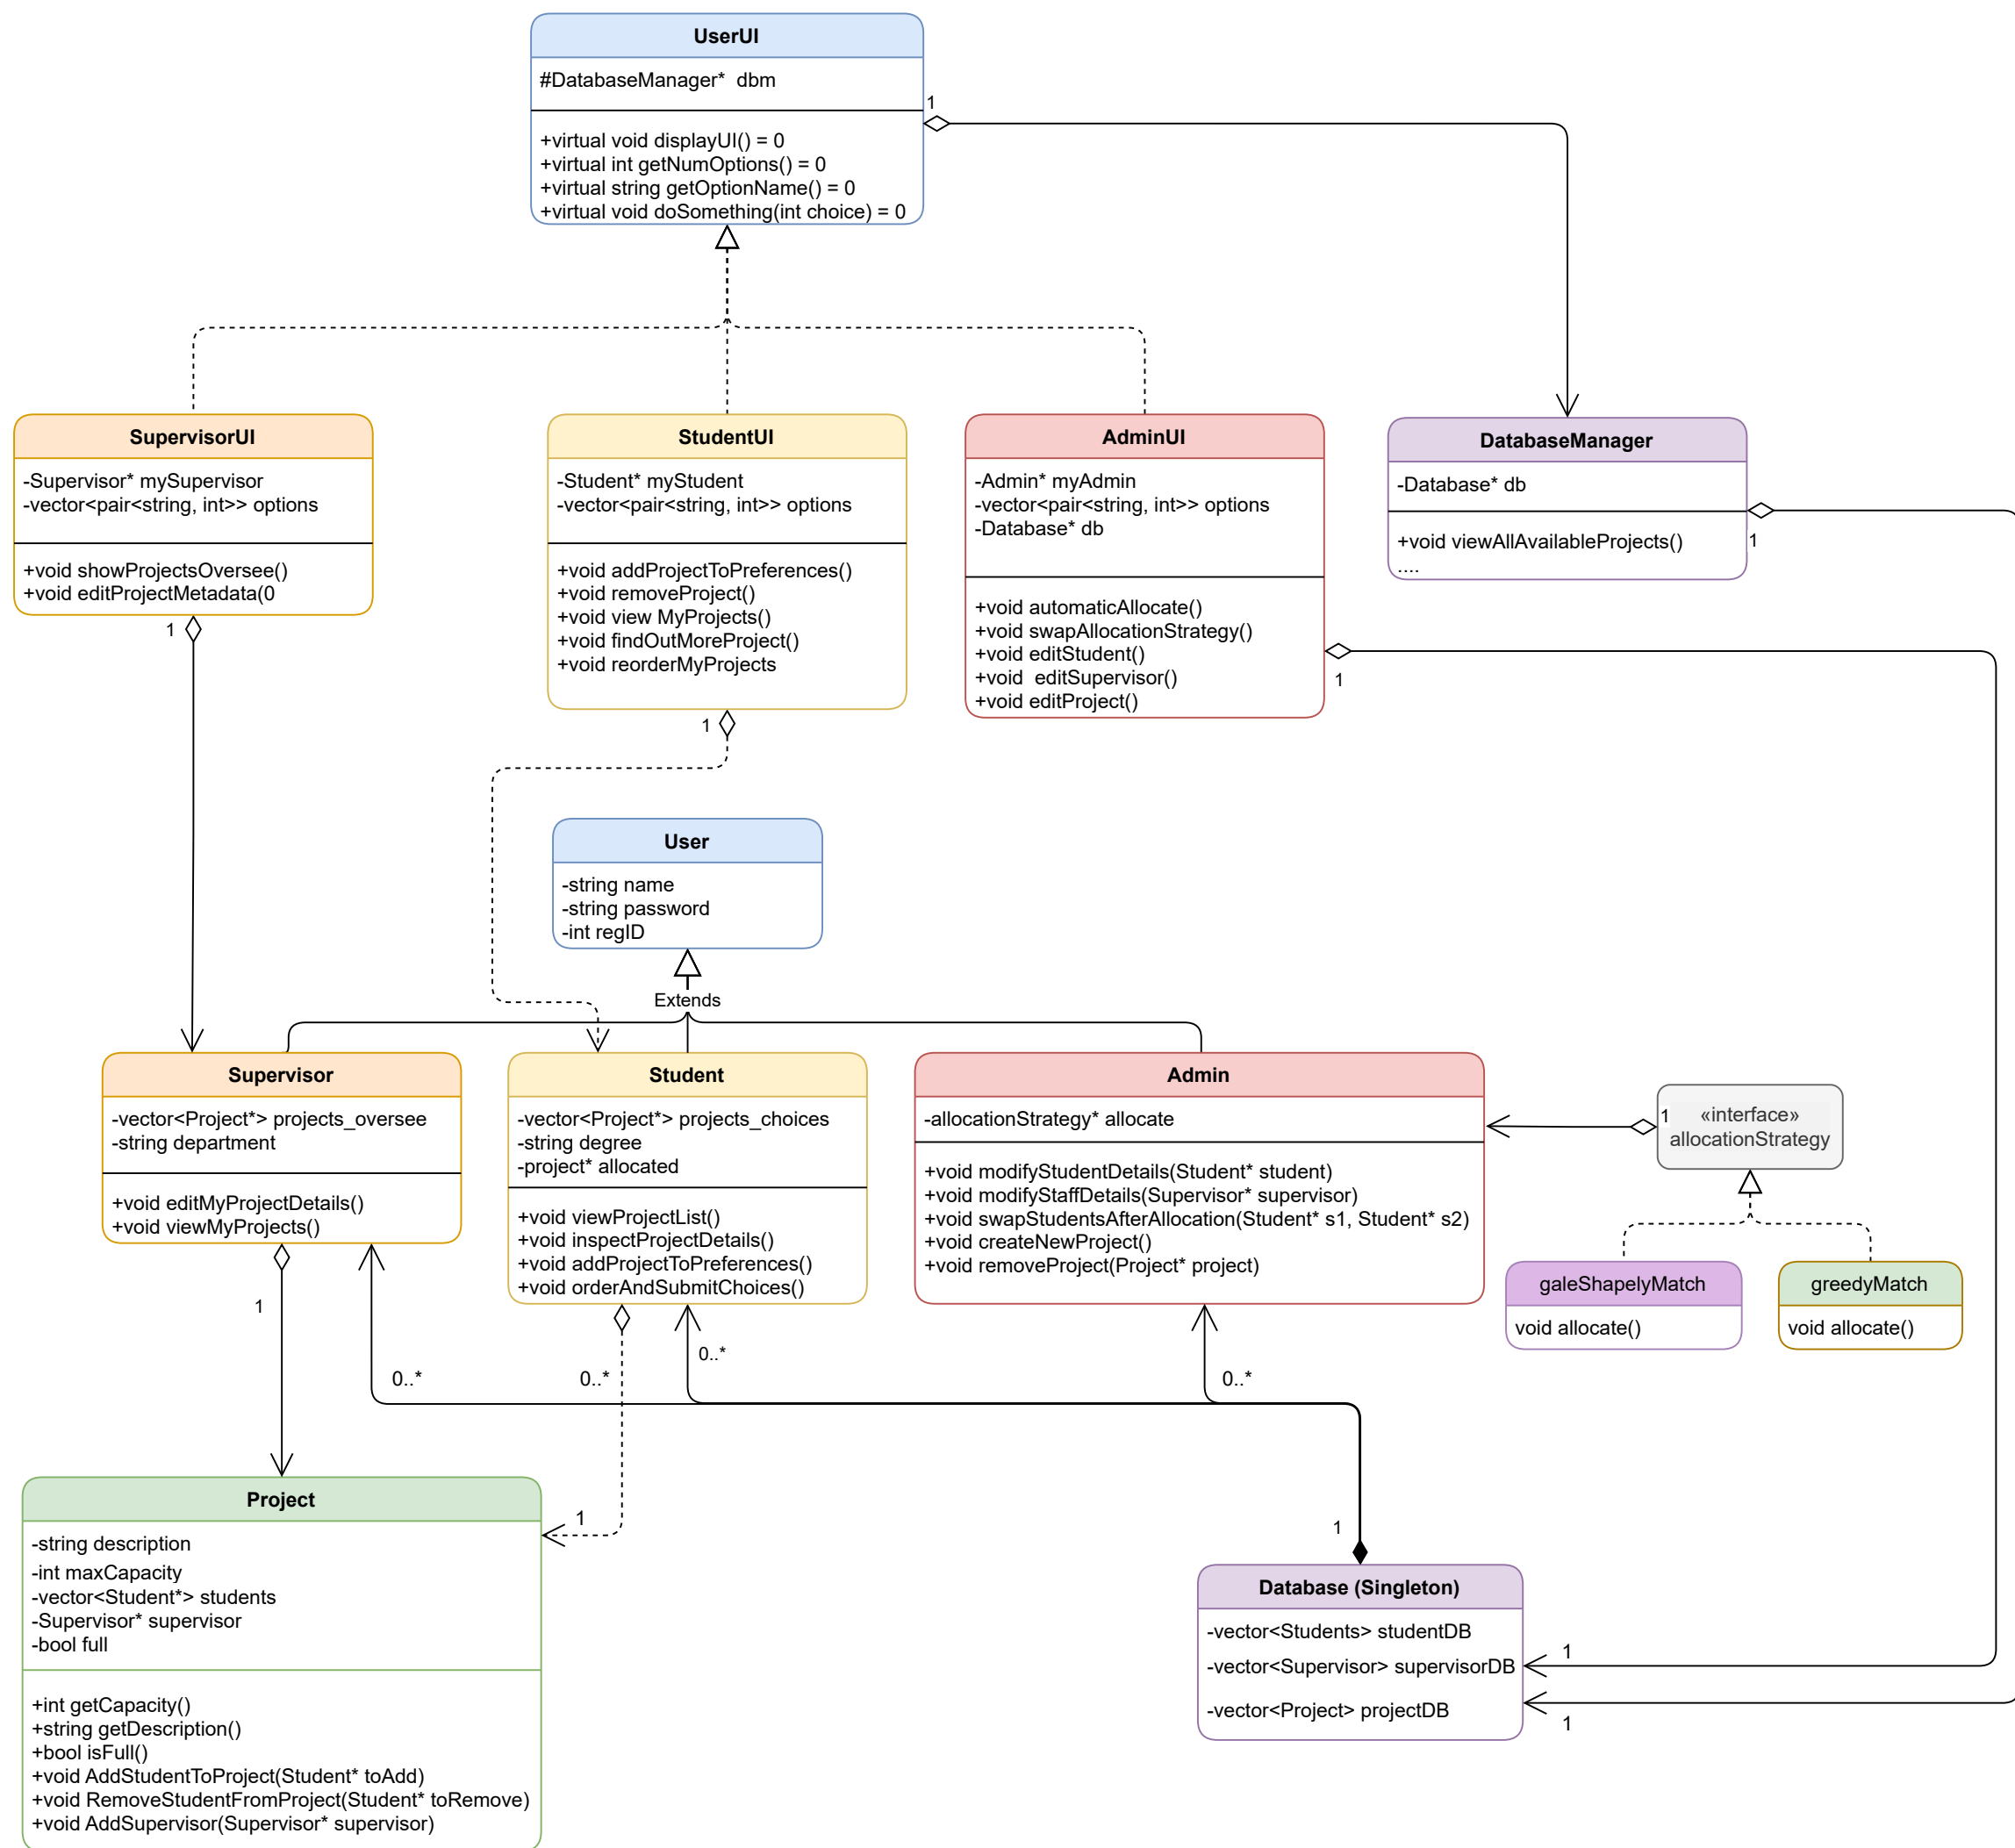 UserUI
#DatabaseManager*  dbm
+virtual void displayUI() = 0
+virtual int getNumOptions() = 0
+virtual string getOptionName() = 0
+virtual void doSomething(int choice) = 0
1
SupervisorUI
-Supervisor* mySupervisor
-vector<pair<string, int>> options
+void showProjectsOversee()
+void editProjectMetadata(0
1
StudentUI
-Student* myStudent
-vector<pair<string, int>> options
+void addProjectToPreferences()
+void removeProject()
+void view MyProjects()
+void findOutMoreProject()
+void reorderMyProjects
1
AdminUI
-Admin* myAdmin
-vector<pair<string, int>> options
-Database* db
+void automaticAllocate()
+void swapAllocationStrategy()
+void editStudent()
+void  editSupervisor()
+void editProject()
1
DatabaseManager
-Database* db
+void viewAllAvailableProjects()
....
1
User
-string name
-string password
-int regID
Extends
Supervisor
-vector<Project*> projects_oversee
-string department
+void editMyProjectDetails()
+void viewMyProjects()
1
0..*
Student
-vector<Project*> projects_choices
-string degree
-project* allocated
+void viewProjectList()
+void inspectProjectDetails()
+void addProjectToPreferences()
+void orderAndSubmitChoices()
0..*
0..*
Admin
-allocationStrategy* allocate
+void modifyStudentDetails(Student* student)
+void modifyStaffDetails(Supervisor* supervisor)
+void swapStudentsAfterAllocation(Student* s1, Student* s2)
+void createNewProject()
+void removeProject(Project* project)
0..*
1
«interface»
allocationStrategy
galeShapelyMatch
void allocate()
greedyMatch
void allocate()
Project
-string description
-int maxCapacity
-vector<Student*> students
-Supervisor* supervisor
-bool full
+int getCapacity()
+string getDescription()
+bool isFull()
+void AddStudentToProject(Student* toAdd)
+void RemoveStudentFromProject(Student* toRemove)
+void AddSupervisor(Supervisor* supervisor)
1
1
Database (Singleton)
-vector<Students> studentDB
-vector<Supervisor> supervisorDB
-vector<Project> projectDB
1
1